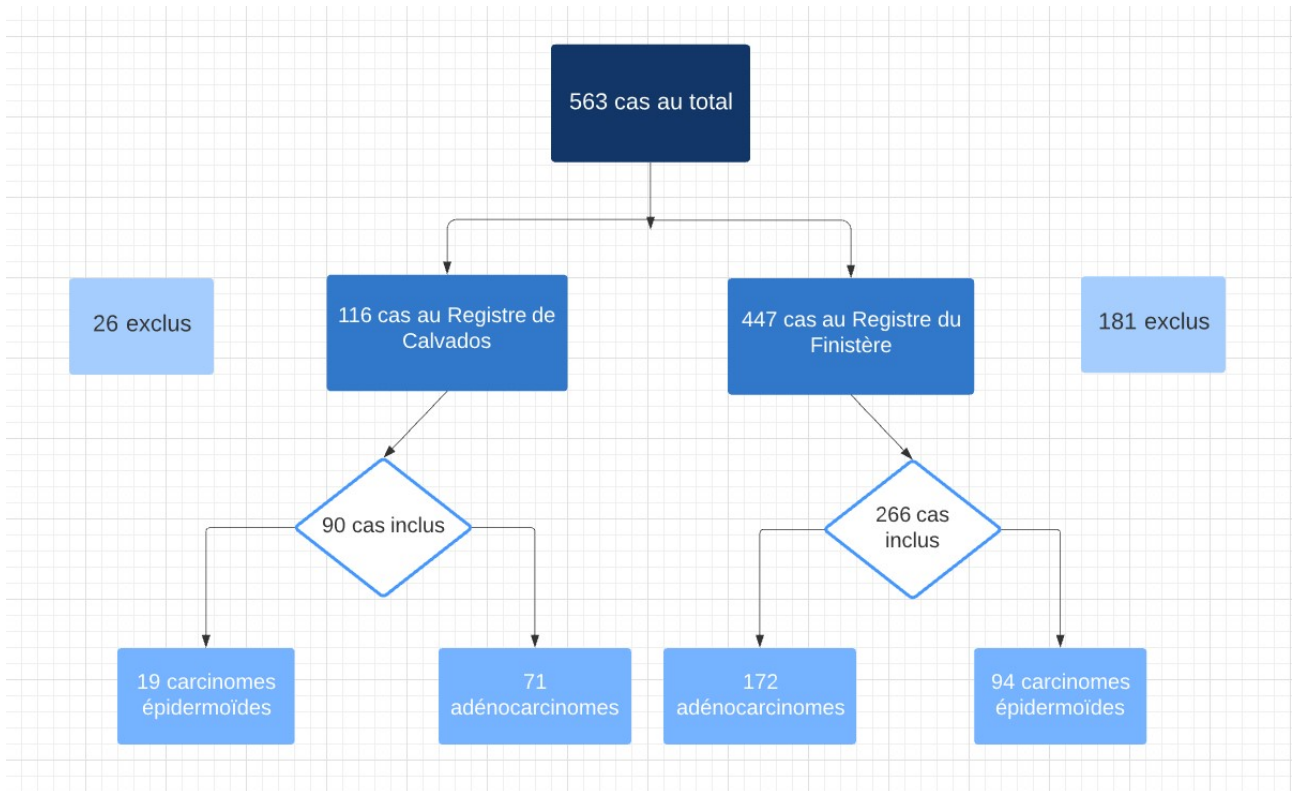 563 cas au total
26 exclus
116 cas au Registre de
Calvados
447 cas au Registre du
Finistère
181 exclus
90 cas inclus
266 cas
inclus
19 carcinomes
épidermoïdes
71
adénocarcinomes
172
adénocarcinomes
94 carcinomes
épidermoïdes